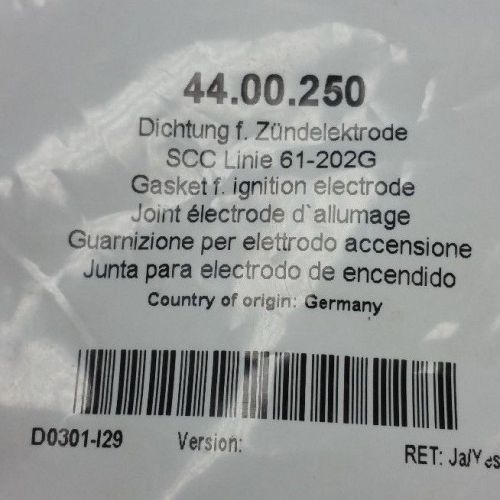 44.00.250
Dichtung f. Zündelektrode
SCC Linie 61-202G
Gasket f. ignition electrode
Joint électrode d`allumage
Guarnizione per elettrodo accensione
Junta para electrodo de encendido
Country of origin: Germany
D0301-I29 Version: RET: Ja/Yes